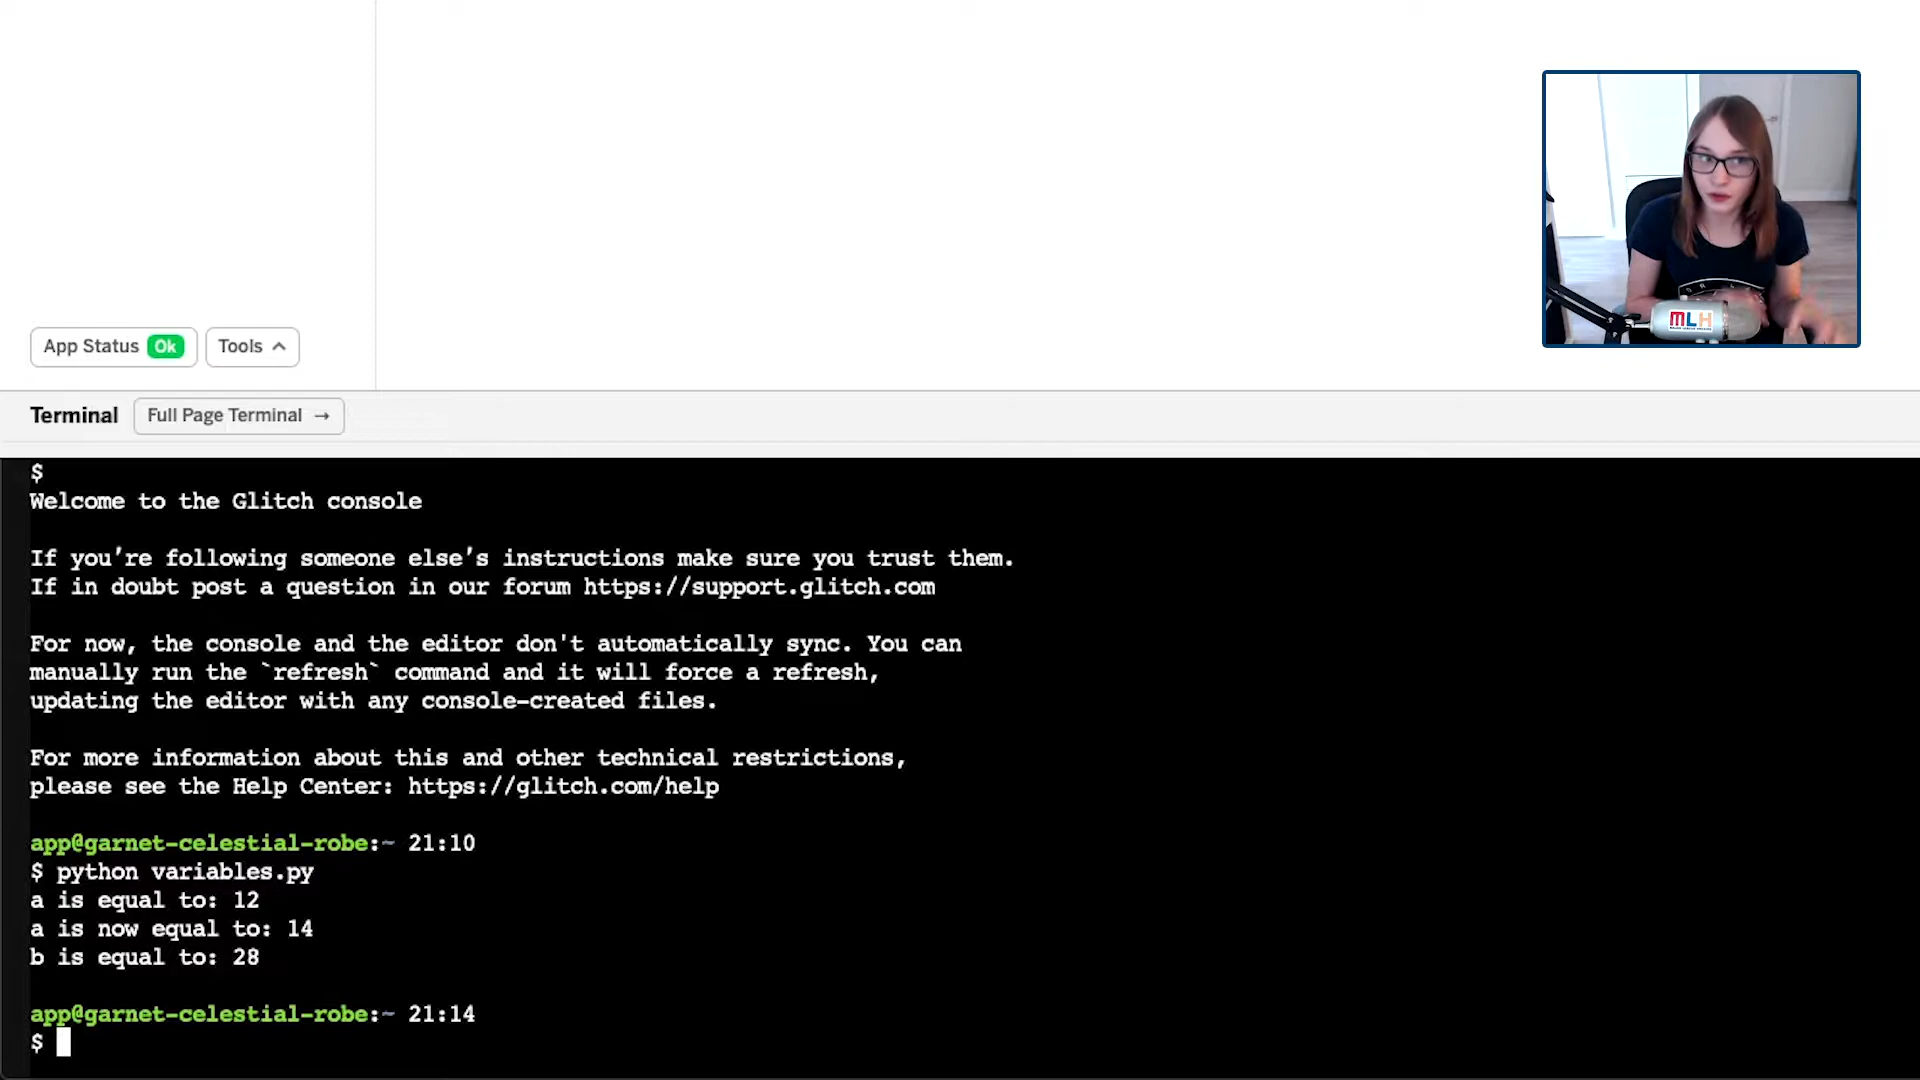 MLH
App Status Ok
Tools
Terminal
Full Page Terminal →
$
Welcome to the Glitch console
If you’re following someone else’s instructions make sure you trust them.
If in doubt post a question in our forum https://support.glitch.com
For now, the console and the editor don't automatically sync. You can
manually run the `refresh` command and it will force a refresh,
updating the editor with any console-created files.
For more information about this and other technical restrictions,
please see the Help Center: https://glitch.com/help
app@garnet-celestial-robe:~ 21:10
$ python variables.py
a is equal to: 12
a is now equal to: 14
b is equal to: 28
app@garnet-celestial-robe:~ 21:14
$